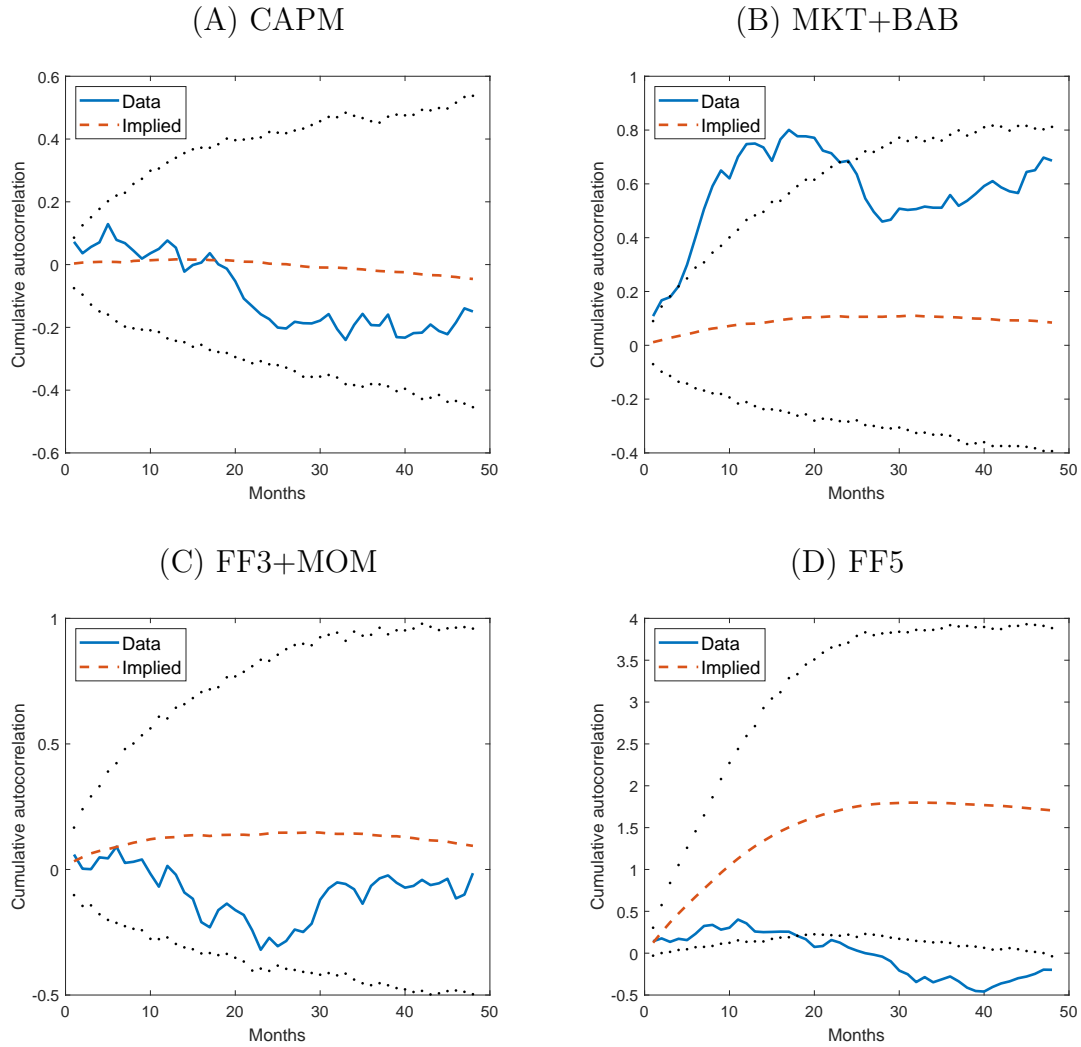 (A) CAPM
0.6
0.4
0.2
0
-0.2
-0.4
-0.6
Cumulative autocorrelation
Data
Implied
0 10 20 30 40 50
Months
(B) MKT+BAB
1
0.8
0.6
0.4
0.2
0
-0.2
-0.4
Cumulative autocorrelation
Data
Implied
0 10 20 30 40 50
Months
(C) FF3+MOM
1
0.5
0
-0.5
Cumulative autocorrelation
Data
Implied
0 10 20 30 40 50
Months
(D) FF5
4
3.5
3
2.5
2
1.5
1
0.5
0
-0.5
Cumulative autocorrelation
Data
Implied
0 10 20 30 40 50
Months